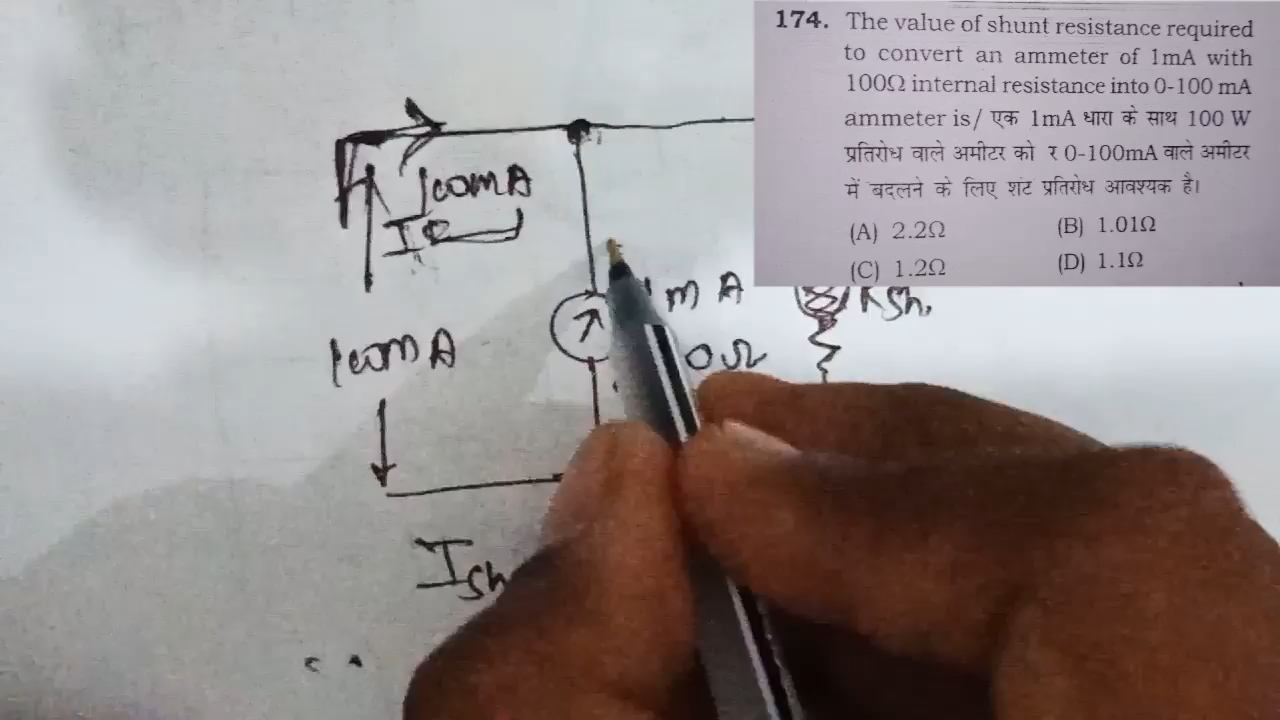 174. The value of shunt resistance required
to convert an ammeter of 1mA with
100Ω internal resistance into 0-100 mA
ammeter is/ एक 1mA धारा के साथ 100 W
प्रतिरोध वाले अमीटर को र 0-100mA वाले अमीटर
में बदलने के लिए शंट प्रतिरोध आवश्यक है।
(A) 2.2Ω (B) 1.01Ω
(C) 1.2Ω (D) 1.1Ω
100mA
mA
Rsh.
100mA
0Ω
Ish